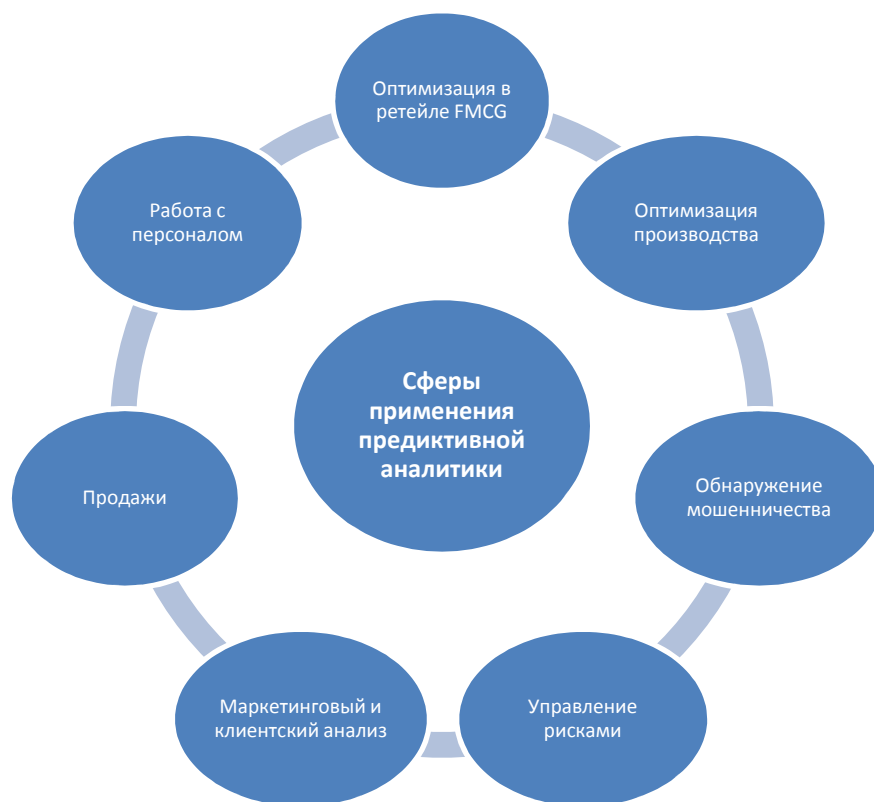 Оптимизация в
ретейле FMCG
Оптимизация
производства
Обнаружение
мошенничества
Управление
рисками
Маркетинговый и
клиентский анализ
Продажи
Работа с
персоналом
Сферы
применения
предиктивной
аналитики